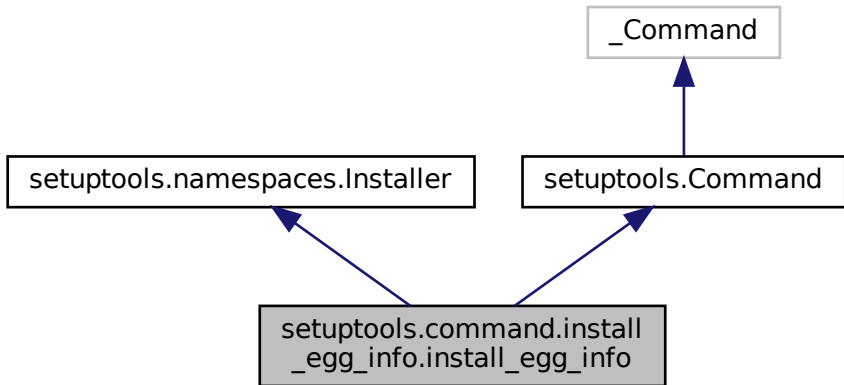 _Command
setuptools.namespaces.Installer
setuptools.Command
setuptools.command.install
_egg_info.install_egg_info